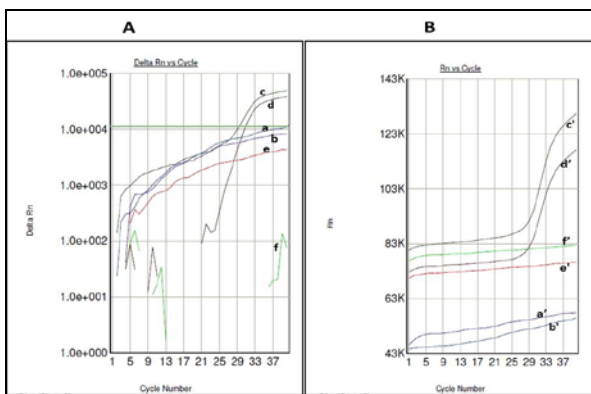 A
B
Delta Rn vs Cycle
Rn vs Cycle
1.0e+005
1.0e+004
1.0e+003
1.0e+002
1.0e+001
1.0e+000
Delta Rn
c
d
a
b
e
f
1 5 9 13 17 21 25 29 33 37
Cycle Number
143K
123K
103K
83K
63K
43K
Rn
c'
d'
f'
e'
a'
b'
1 5 9 13 17 21 25 29 33 37
Cycle Number